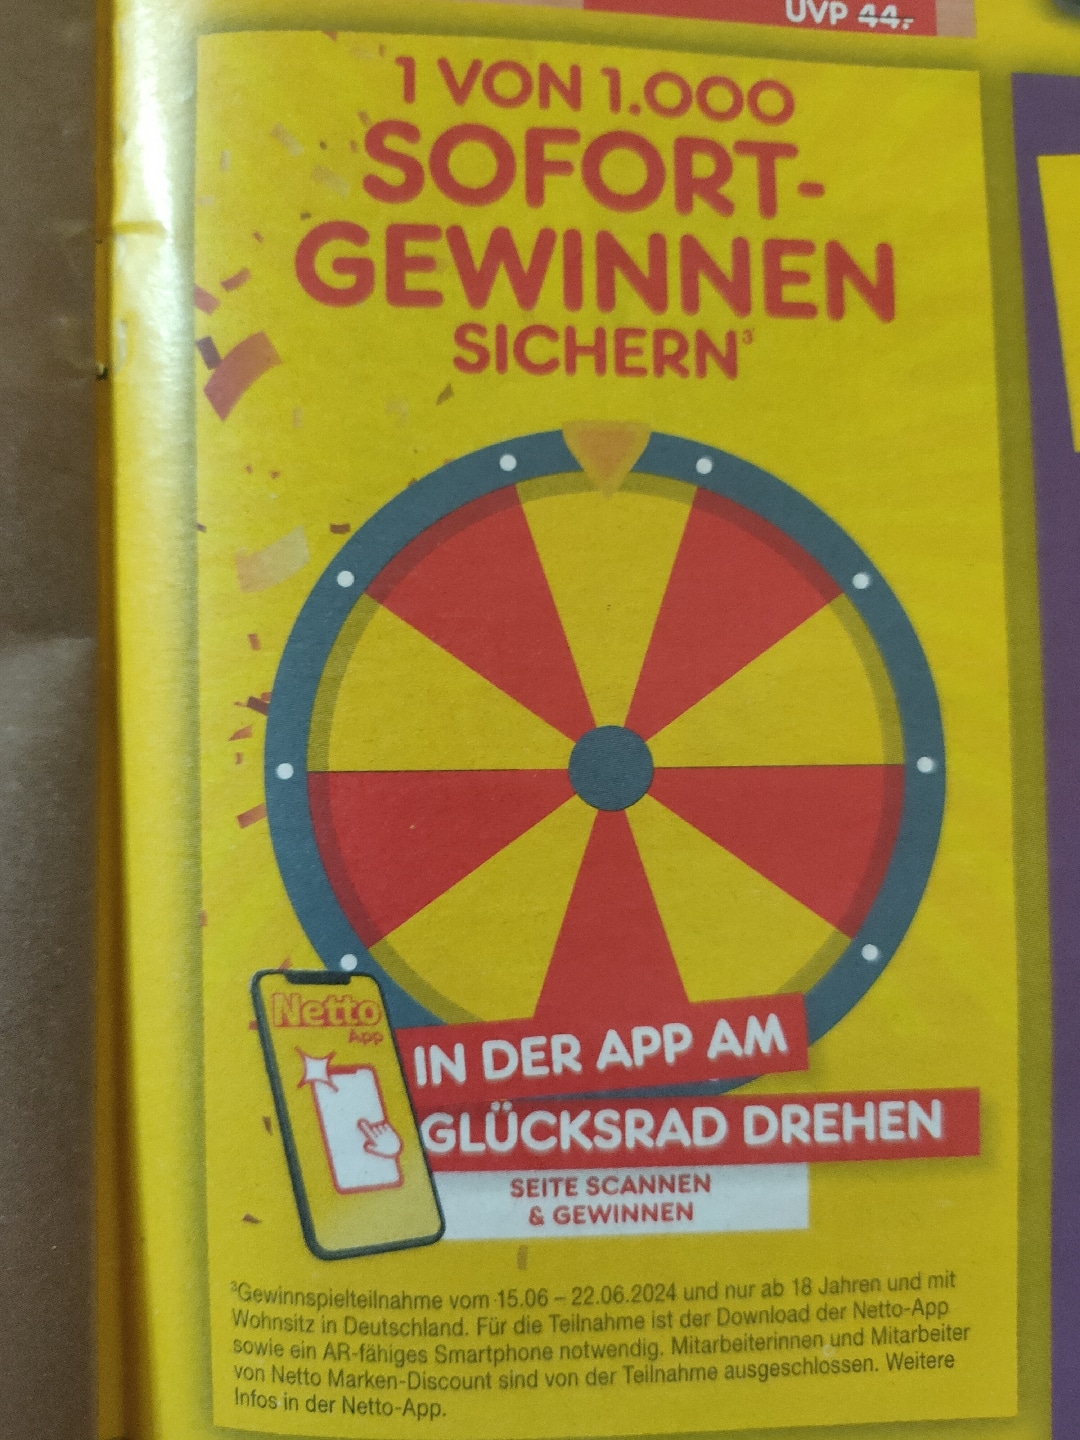 UVP 44.-
1 VON 1.000
SOFORT-
GEWINNEN
SICHERN³
Netto
App
IN DER APP AM
GLÜCKSRAD DREHEN
SEITE SCANNEN
& GEWINNEN
³Gewinnspielteilnahme vom 15.06 – 22.06.2024 und nur ab 18 Jahren und mit
Wohnsitz in Deutschland. Für die Teilnahme ist der Download der Netto-App
sowie ein AR-fähiges Smartphone notwendig. Mitarbeiterinnen und Mitarbeiter
von Netto Marken-Discount sind von der Teilnahme ausgeschlossen. Weitere
Infos in der Netto-App.